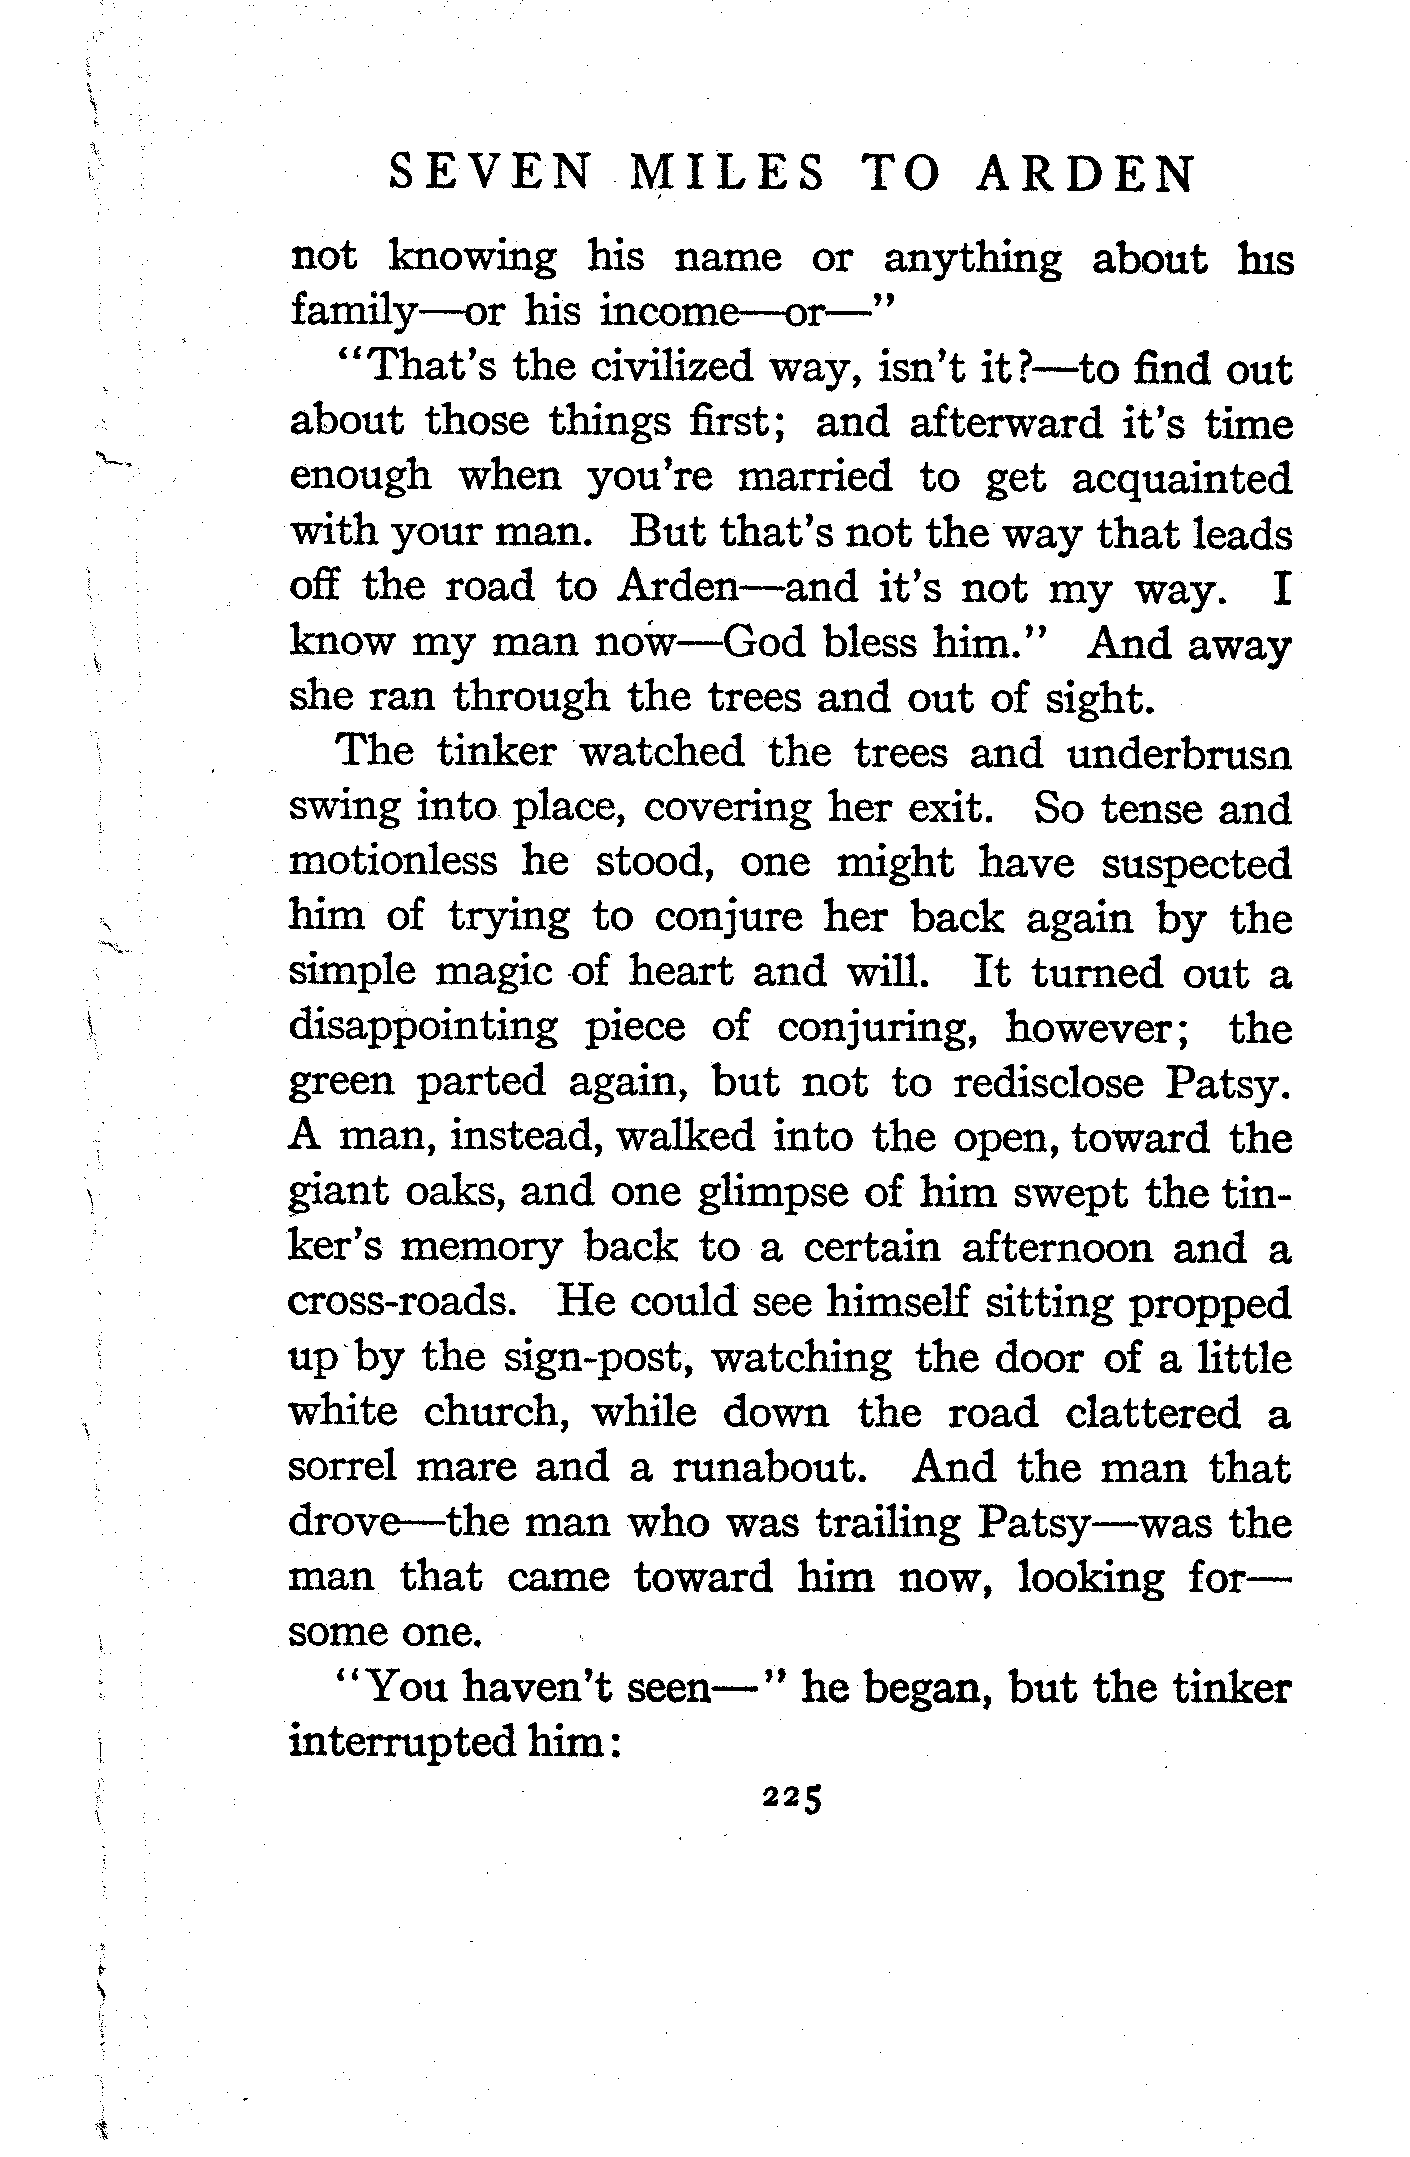 SEVEN MILES TO ARDEN
not knowing his name or anything about his
family—or his income—or—"
"That's the civilized way, isn't it?—to find out
about those things first; and afterward it's time
enough when you're married to get acquainted
with your man. But that's not the way that leads
off the road to Arden—and it's not my way. I
know my man now—God bless him." And away
she ran through the trees and out of sight.
The tinker watched the trees and underbrush
swing into place, covering her exit. So tense and
motionless he stood, one might have suspected
him of trying to conjure her back again by the
simple magic of heart and will. It turned out a
disappointing piece of conjuring, however; the
green parted again, but not to redisclose Patsy.
A man, instead, walked into the open, toward the
giant oaks, and one glimpse of him swept the tin-
ker's memory back to a certain afternoon and a
cross-roads. He could see himself sitting propped
up by the sign-post, watching the door of a little
white church, while down the road clattered a
sorrel mare and a runabout. And the man that
drove—the man who was trailing Patsy—was the
man that came toward him now, looking for—
some one.
"You haven't seen—" he began, but the tinker
interrupted him:
225